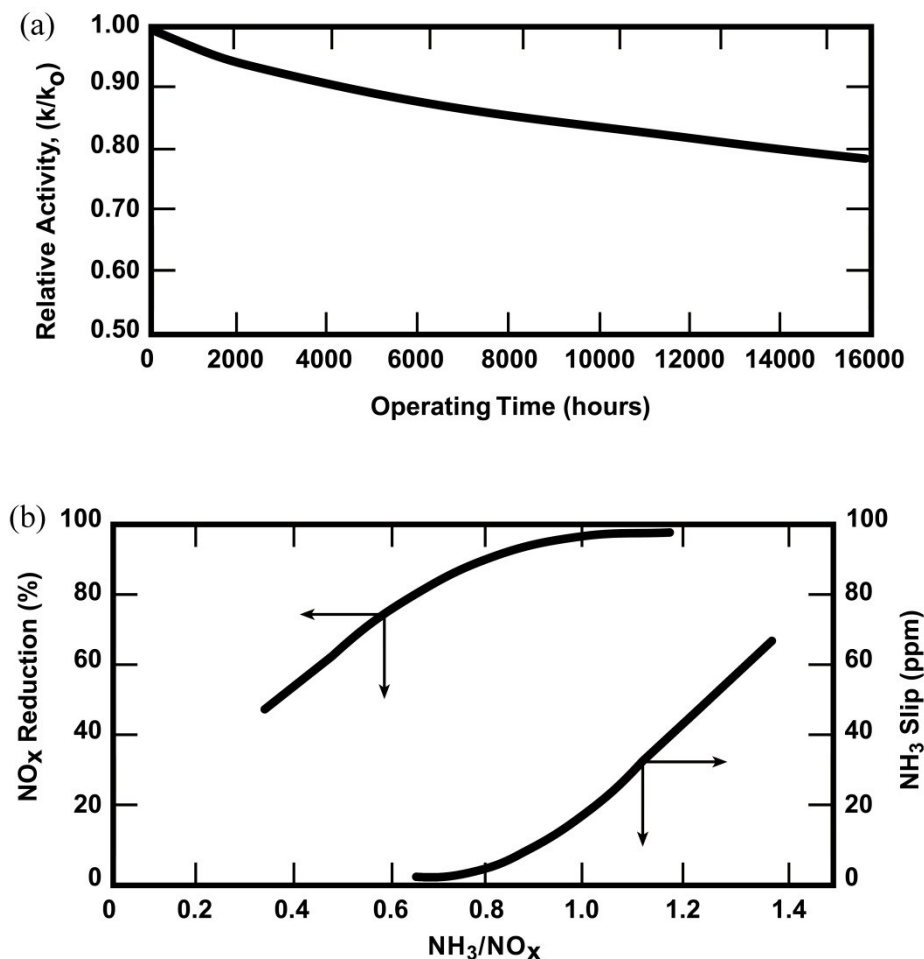 (a)
1.00
0.90
0.80
0.70
0.60
0.50
Relative Activity, (k/kO)
0 2000 4000 6000 8000 10000 12000 14000 16000
Operating Time (hours)
(b)
100
80
60
40
20
0
NOX Reduction (%)
100
80
60
40
20
0
NH3 Slip (ppm)
0 0.2 0.4 0.6 0.8 1.0 1.2 1.4
NH3/NOX